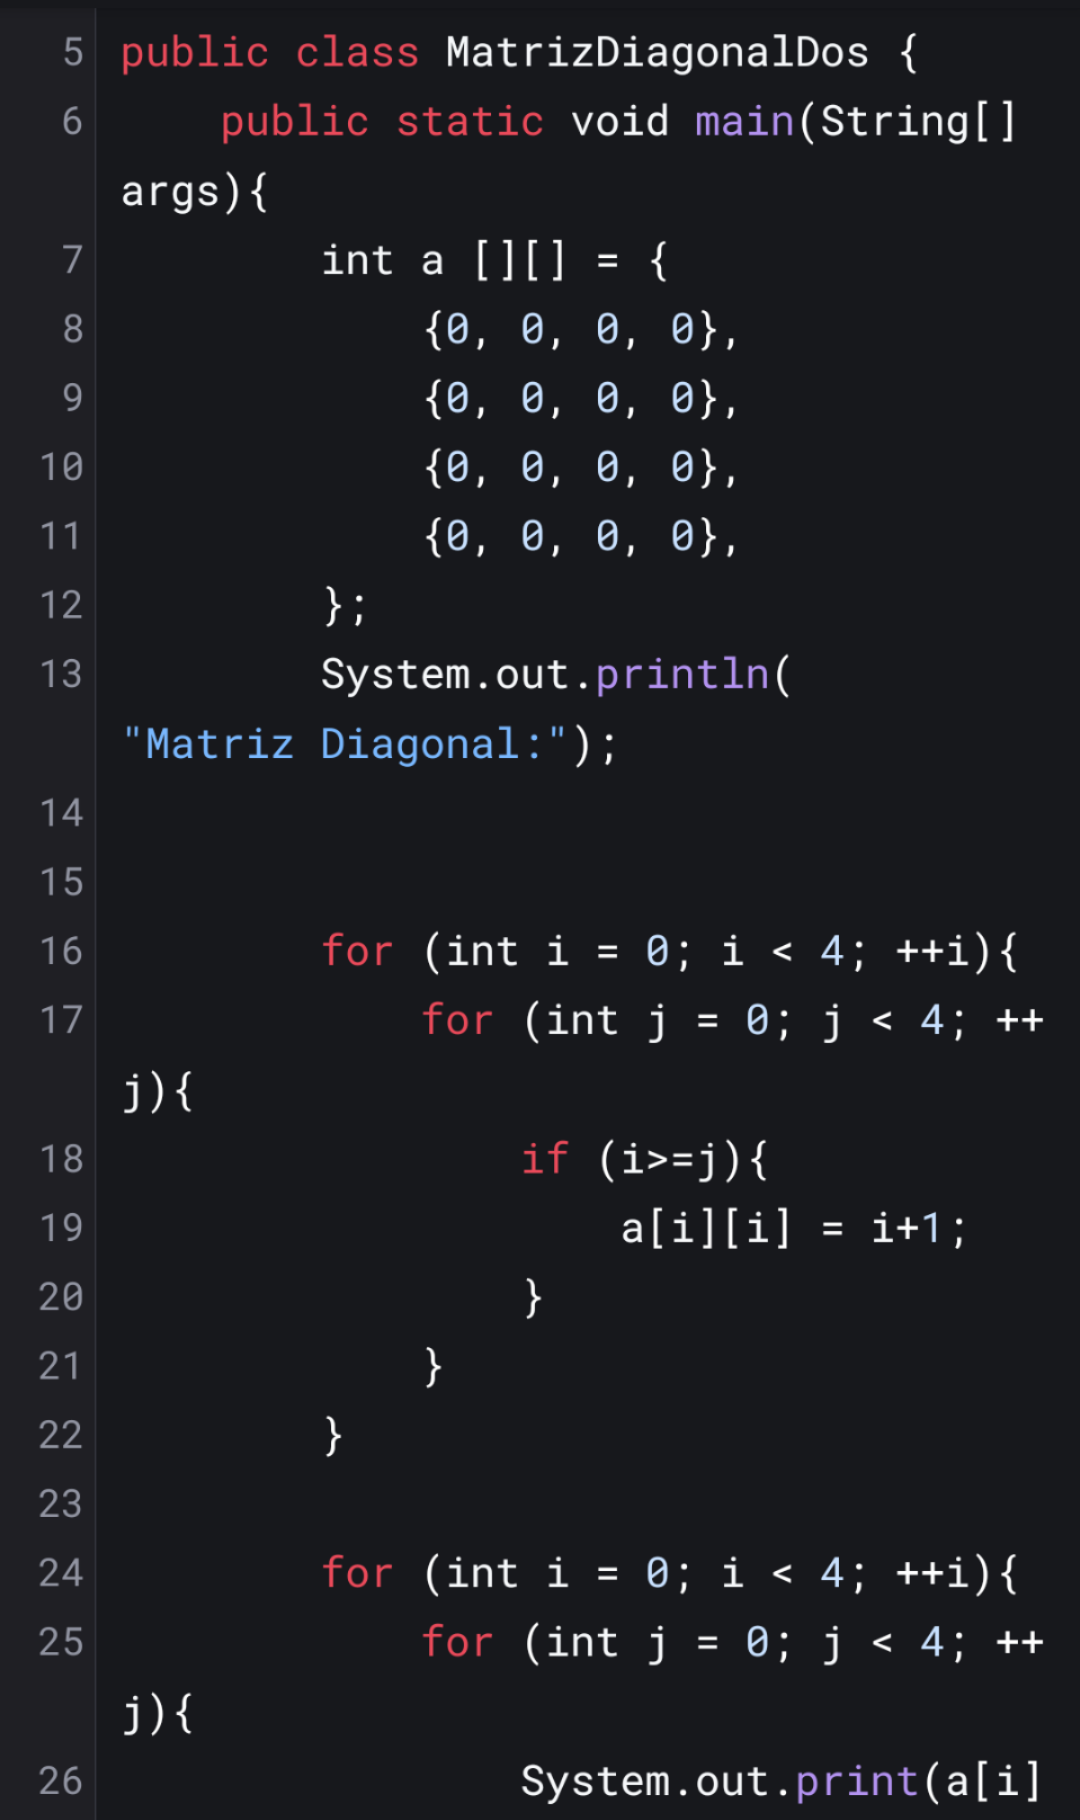 5 public class MatrizDiagonalDos {
6     public static void main(String[]
args){
7         int a [][] = {
8             {0, 0, 0, 0},
9             {0, 0, 0, 0},
10             {0, 0, 0, 0},
11             {0, 0, 0, 0},
12         };
13         System.out.println(
"Matriz Diagonal:");
14
15
16         for (int i = 0; i < 4; ++i){
17             for (int j = 0; j < 4; ++
j){
18                 if (i>=j){
19                     a[i][i] = i+1;
20                 }
21             }
22         }
23
24         for (int i = 0; i < 4; ++i){
25             for (int j = 0; j < 4; ++
j){
26                 System.out.print(a[i]